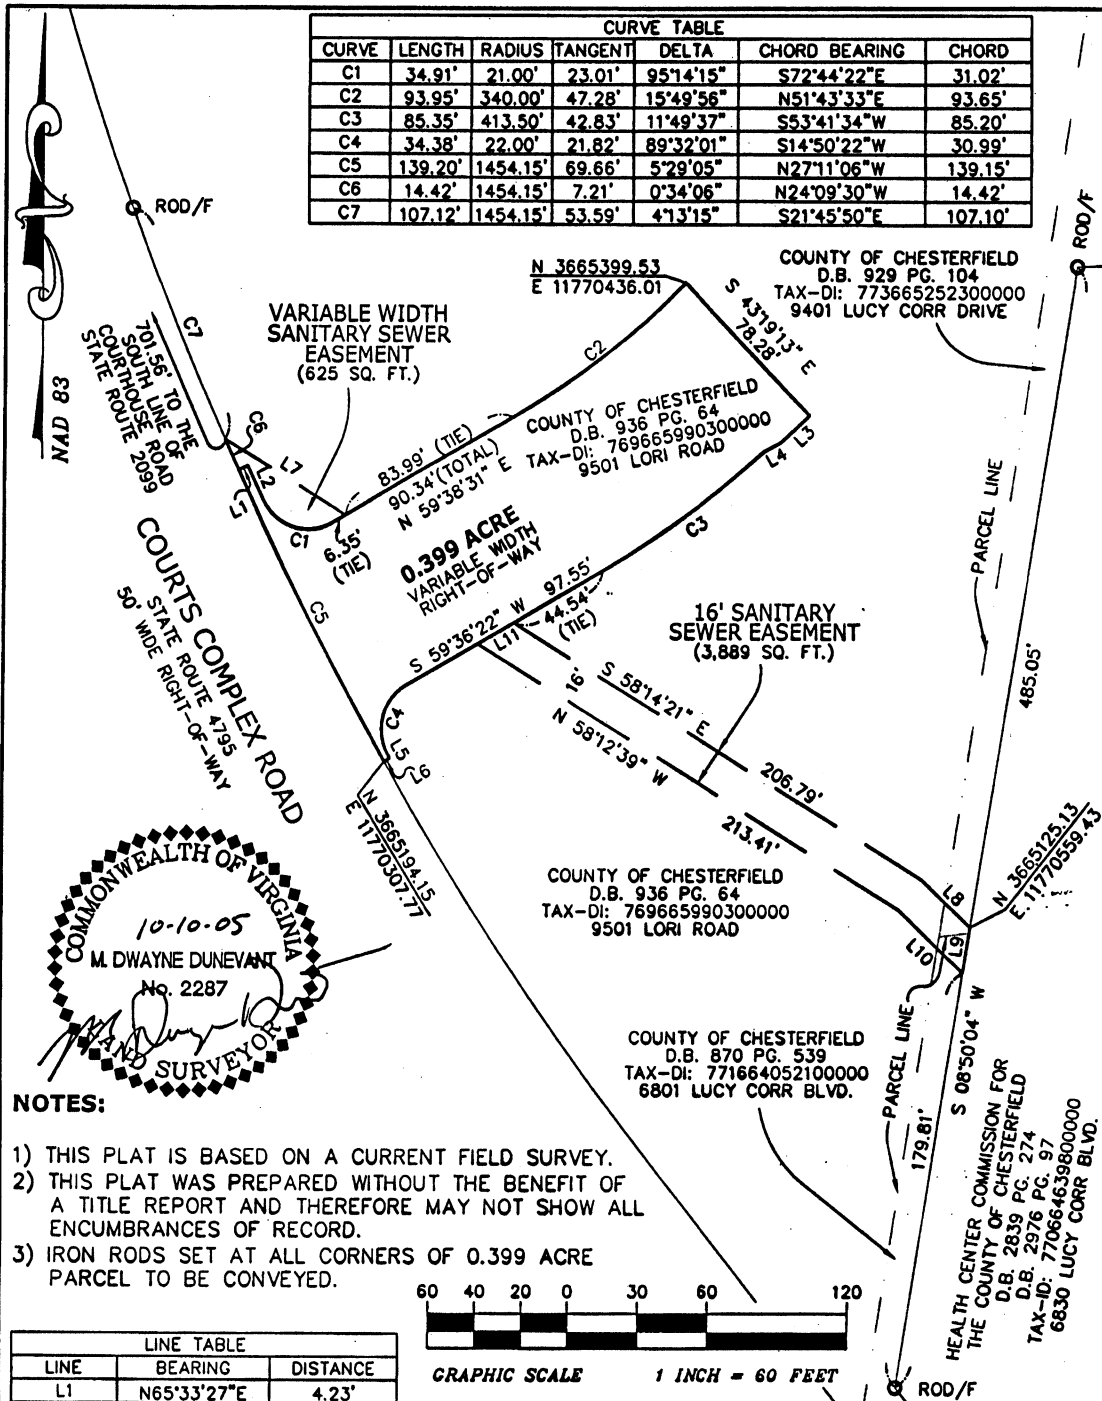 CURVE TABLE
CURVE LENGTH RADIUS TANGENT DELTA CHORD BEARING CHORD
C1 34.91' 21.00' 23.01' 95°14'15" S72°44'22"E 31.02'
C2 93.95' 340.00' 47.28' 15°49'56" N51°43'33"E 93.65'
C3 85.35' 413.50' 42.83' 11°49'37" S53°41'34"W 85.20'
C4 34.38' 22.00' 21.82' 89°32'01" S14°50'22"W 30.99'
C5 139.20' 1454.15' 69.66' 5°29'05" N27°11'06"W 139.15'
C6 14.42' 1454.15' 7.21' 0°34'06" N24°09'30"W 14.42'
C7 107.12' 1454.15' 53.59' 4°13'15" S21°45'50"E 107.10'
NAD 83
ROD/F
ROD/F
C7
701.56' TO THE
SOUTH LINE OF
COURTHOUSE ROAD
STATE ROUTE 2099
VARIABLE WIDTH
SANITARY SEWER
EASEMENT
(625 SQ. FT.)
N 3665399.53
E 11770436.01
S 43°19'13" E
78.28'
COUNTY OF CHESTERFIELD
D.B. 929 PG. 104
TAX-DI: 773665252300000
9401 LUCY CORR DRIVE
C2
C6
L7
L2
L1
C1
83.99' (TIE)
90.34'(TOTAL)
N 59°38'31" E
6.35'
(TIE)
COUNTY OF CHESTERFIELD
D.B. 936 PG. 64
TAX-DI: 769665990300000
9501 LORI ROAD
L3
L4
C3
0.399 ACRE
VARIABLE WIDTH
RIGHT-OF-WAY
PARCEL LINE
485.05'
COURTS COMPLEX ROAD
STATE ROUTE 4795
50' WIDE RIGHT-OF-WAY
C5
S 59°36'22" W 97.55'
L11
44.54'
(TIE)
16' SANITARY
SEWER EASEMENT
(3,889 SQ. FT.)
16'
S 58°14'21" E
206.79'
N 58°12'39" W
213.41'
C4
L5
L6
N 3665194.15
E 11770307.77
N 3665125.13
E 11770559.43
L8
L9
L10
COUNTY OF CHESTERFIELD
D.B. 936 PG. 64
TAX-DI: 769665990300000
9501 LORI ROAD
COMMONWEALTH OF VIRGINIA
10-10-05
M. DWAYNE DUNEVANT
No. 2287
LAND SURVEYOR
COUNTY OF CHESTERFIELD
D.B. 870 PG. 539
TAX-DI: 771664052100000
6801 LUCY CORR BLVD.
PARCEL LINE
S 08°50'04" W
179.81'
HEALTH CENTER COMMISSION FOR
THE COUNTY OF CHESTERFIELD
D.B. 2839 PG. 274
D.B. 2976 PG. 97
TAX-ID: 770664639800000
6830 LUCY CORR BLVD.
NOTES:
1) THIS PLAT IS BASED ON A CURRENT FIELD SURVEY.
2) THIS PLAT WAS PREPARED WITHOUT THE BENEFIT OF
A TITLE REPORT AND THEREFORE MAY NOT SHOW ALL
ENCUMBRANCES OF RECORD.
3) IRON RODS SET AT ALL CORNERS OF 0.399 ACRE
PARCEL TO BE CONVEYED.
60 40 20 0 30 60 120
GRAPHIC SCALE 1 INCH = 60 FEET
ROD/F
LINE TABLE
LINE BEARING DISTANCE
L1 N65°33'27"E 4.23'